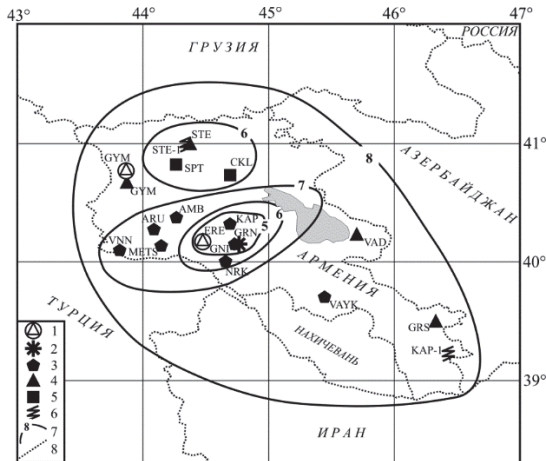 43° 44° 45° 46° 47°
РОССИЯ
ГРУЗИЯ
6
STE
41°
STE-1
8
GYM
SPT
CKL
АЗЕРБАЙДЖАН
GYM
7
AMB
6
ARU
KAP
5
ERE
GRN
VNN
METS
GNI
VAD
40°
NRK
АРМЕНИЯ
ТУРЦИЯ
VAYK
GRS
НАХИЧЕВАНЬ
KAP-1
39°
ИРАН
1
2
3
4
5
6
8 7
8